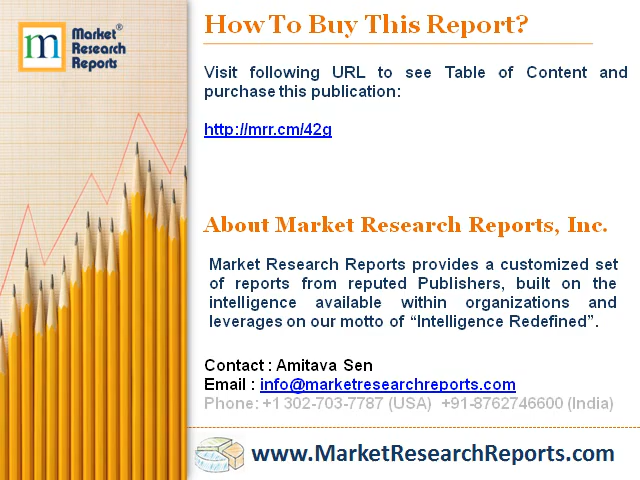 m
Market®
Research
Reports
How To Buy This Report?
Visit following URL to see Table of Content and
purchase this publication:
http://mrr.cm/42g
About Market Research Reports, Inc.
Market Research Reports provides a customized set
of reports from reputed Publishers, built on the
intelligence available within organizations and
leverages on our motto of “Intelligence Redefined”.
Contact : Amitava Sen
Email : info@marketresearchreports.com
Phone: +1 302-703-7787 (USA) +91-8762746600 (India)
www.MarketResearchReports.com